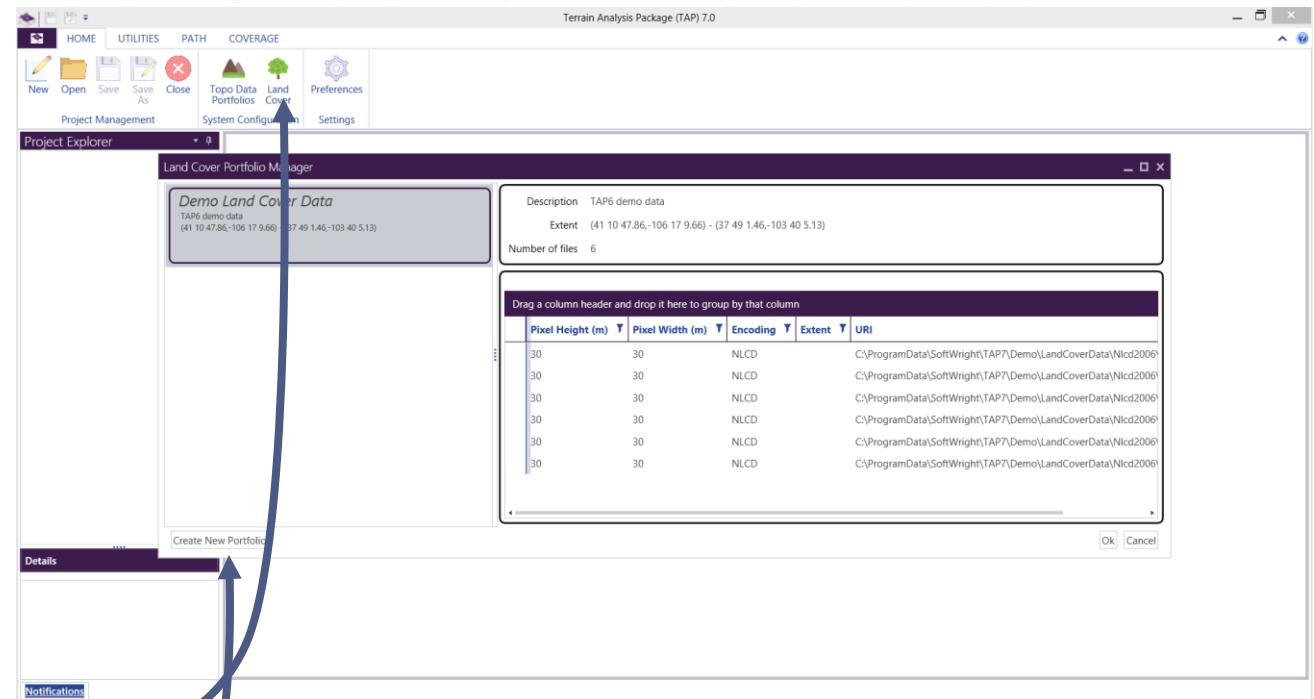 Terrain Analysis Package (TAP) 7.0
HOME UTILITIES PATH COVERAGE
New Open Save Save As Close Topo Data Portfolios Land Cover Preferences
Project Management System Configuration Settings
Project Explorer
Land Cover Portfolio Manager
Demo Land Cover Data
TAP6 demo data
(41 10 47.86,-106 17 9.66) - (37 49 1.46,-103 40 5.13)
Description TAP6 demo data
Extent (41 10 47.86,-106 17 9.66) - (37 49 1.46,-103 40 5.13)
Number of files 6
Drag a column header and drop it here to group by that column
Pixel Height (m) Pixel Width (m) Encoding Extent URI
30 30 NLCD C:\ProgramData\SoftWright\TAP7\Demo\LandCoverData\Nlcd2006\
30 30 NLCD C:\ProgramData\SoftWright\TAP7\Demo\LandCoverData\Nlcd2006\
30 30 NLCD C:\ProgramData\SoftWright\TAP7\Demo\LandCoverData\Nlcd2006\
30 30 NLCD C:\ProgramData\SoftWright\TAP7\Demo\LandCoverData\Nlcd2006\
30 30 NLCD C:\ProgramData\SoftWright\TAP7\Demo\LandCoverData\Nlcd2006\
30 30 NLCD C:\ProgramData\SoftWright\TAP7\Demo\LandCoverData\Nlcd2006\
Create New Portfolio
Ok Cancel
Details
Notifications